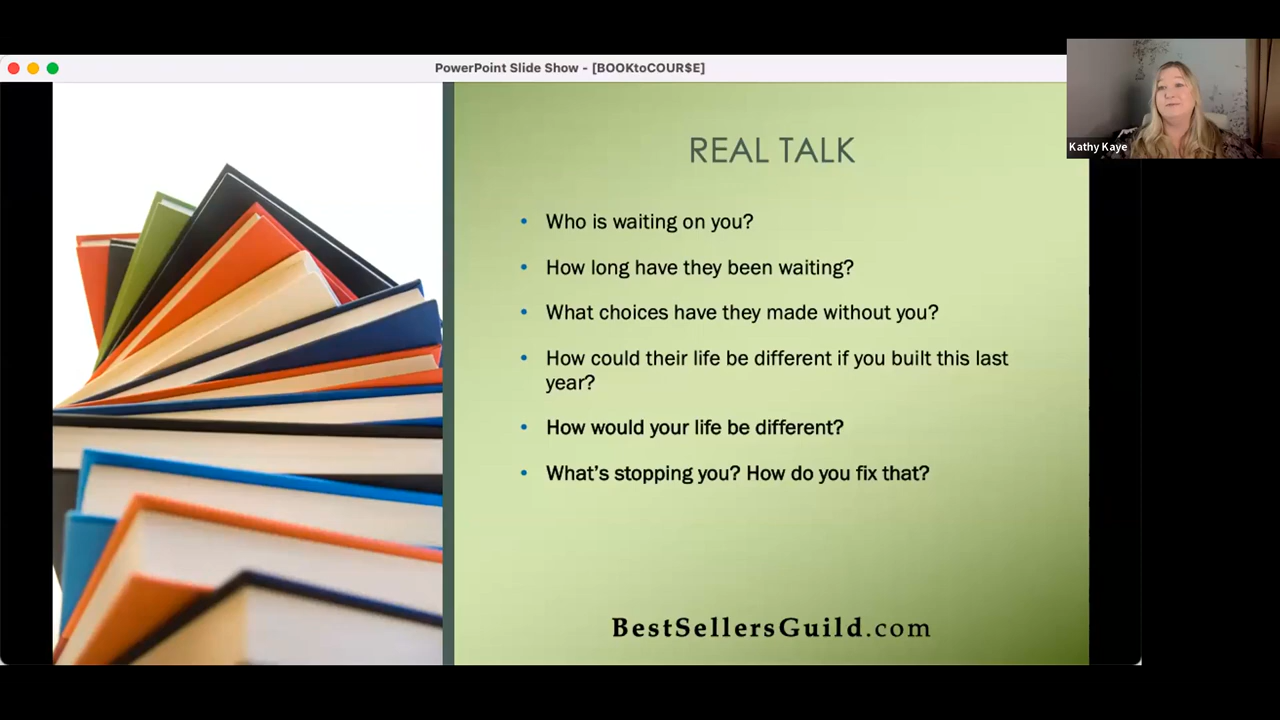 PowerPoint Slide Show - [BOOKtoCOUR$E]
Kathy Kaye
REAL TALK
• Who is waiting on you?
• How long have they been waiting?
• What choices have they made without you?
• How could their life be different if you built this last
year?
• How would your life be different?
• What’s stopping you? How do you fix that?
BestSellersGuild.com